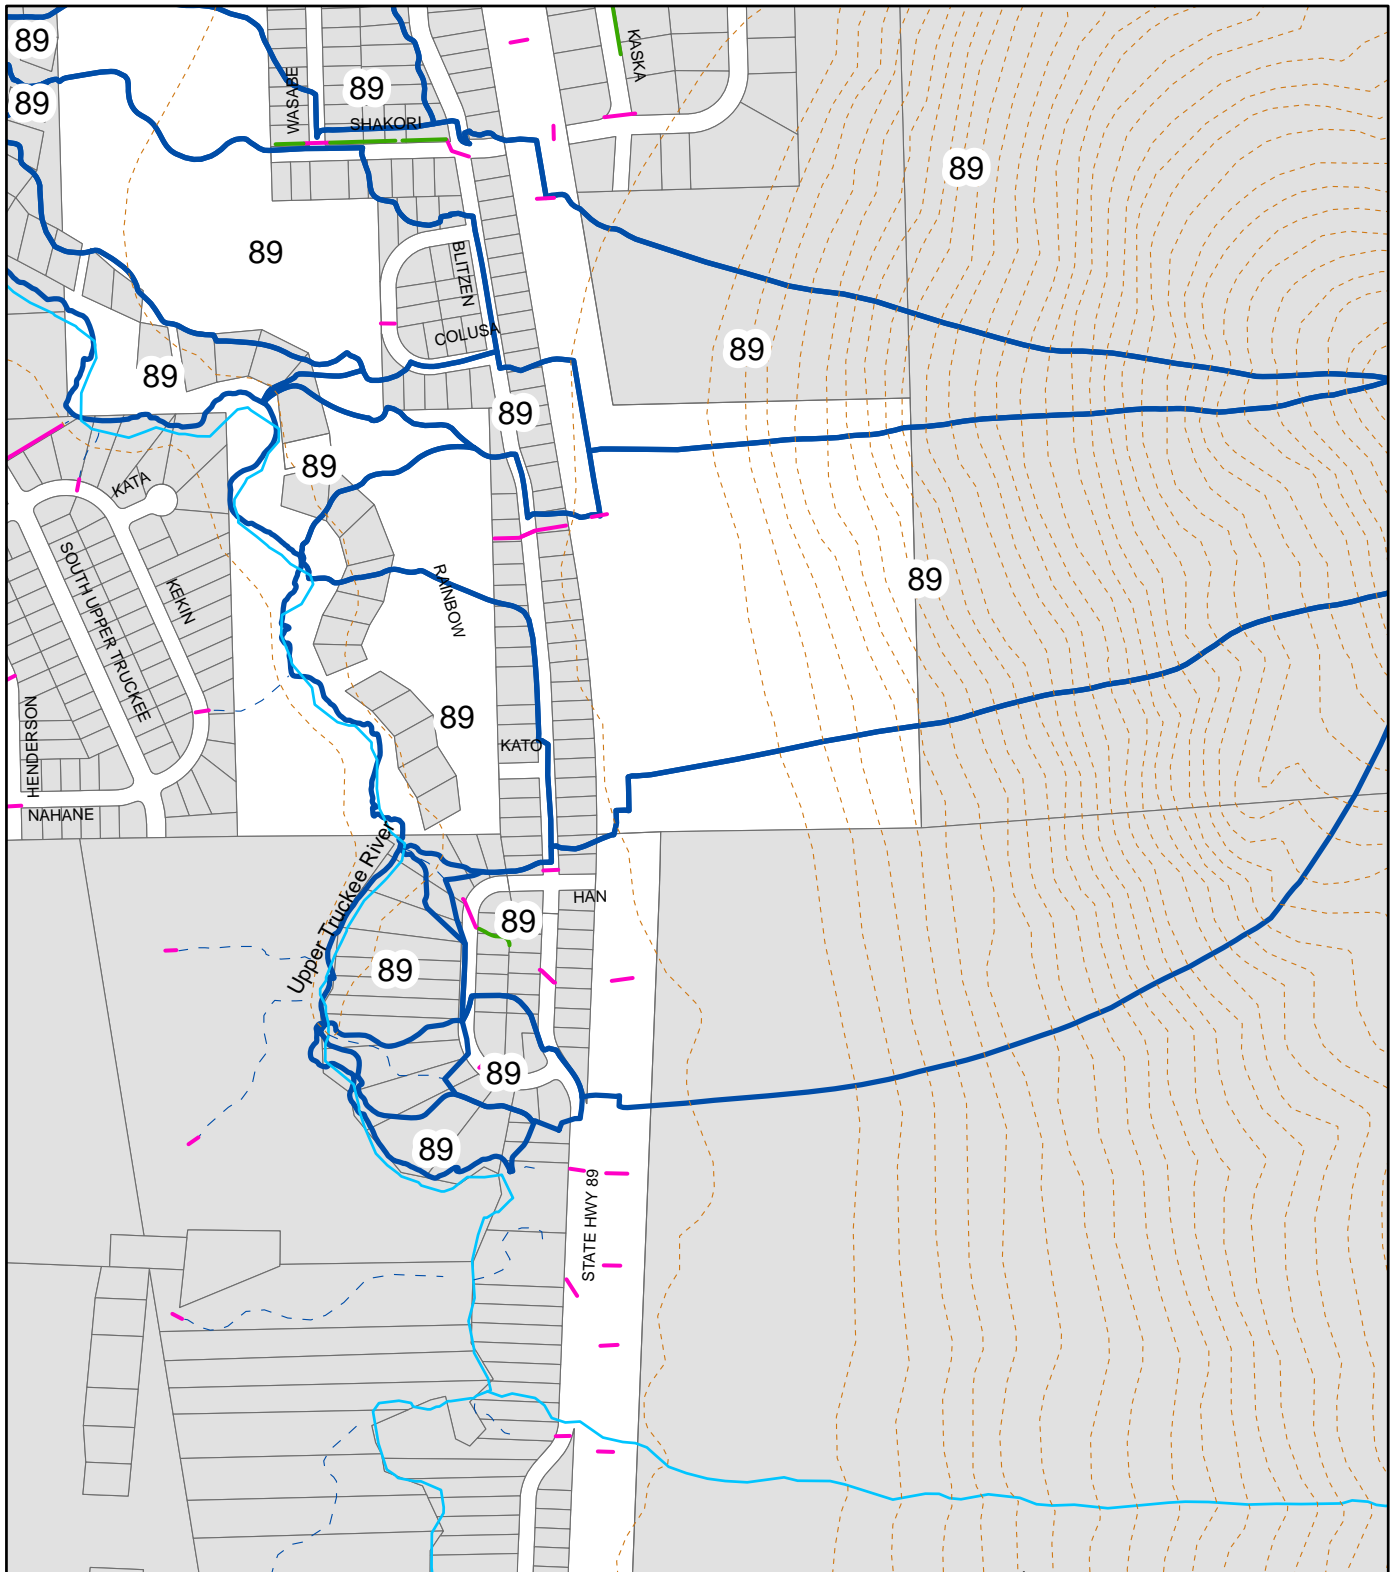 89
KASKA
WASABE
89
89
SHAKORI
89
89
BLITZEN
COLUSA
89
89
89
89
KATA
SOUTH UPPER TRUCKEE
KEKIN
RAINBOW
89
HENDERSON
89
KATO
NAHANE
Upper Truckee River
HAN
89
89
89
89
STATE HWY 89